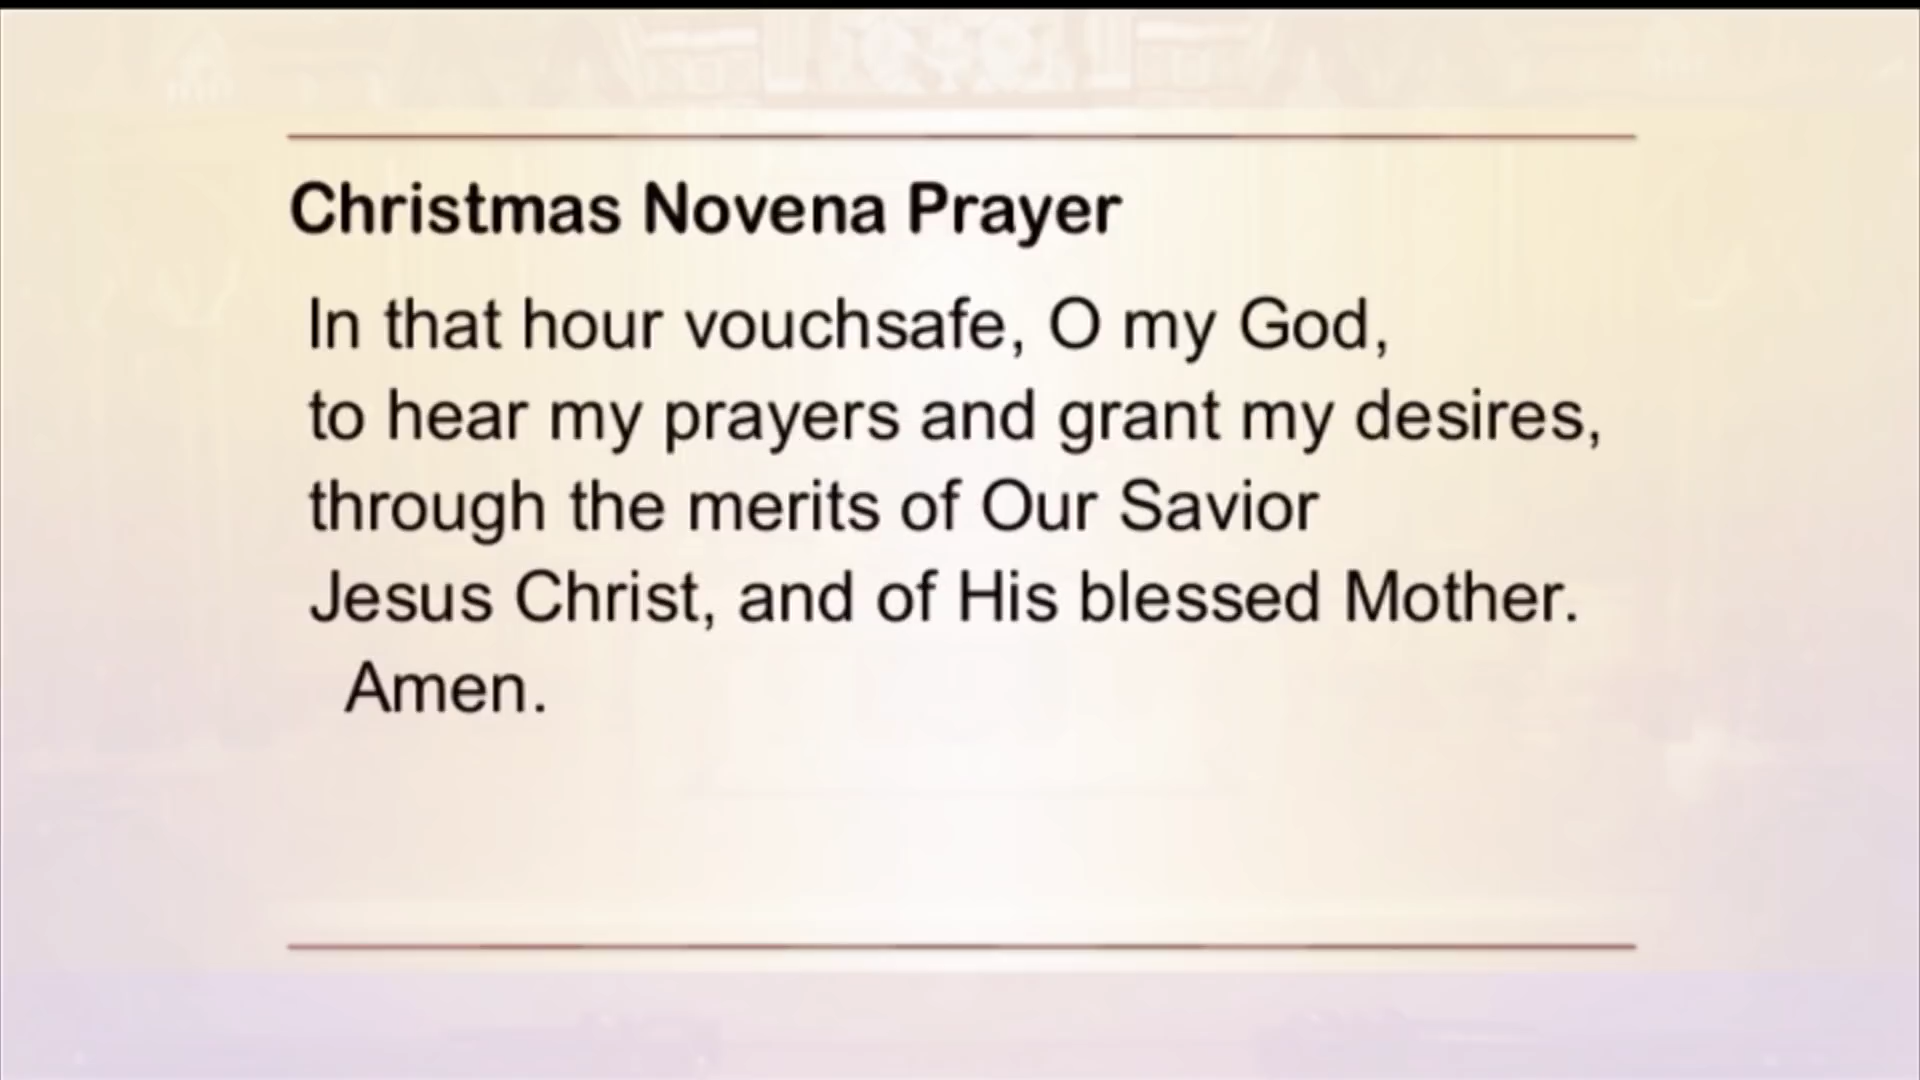 Christmas Novena Prayer
In that hour vouchsafe, O my God,
to hear my prayers and grant my desires,
through the merits of Our Savior
Jesus Christ, and of His blessed Mother.
Amen.